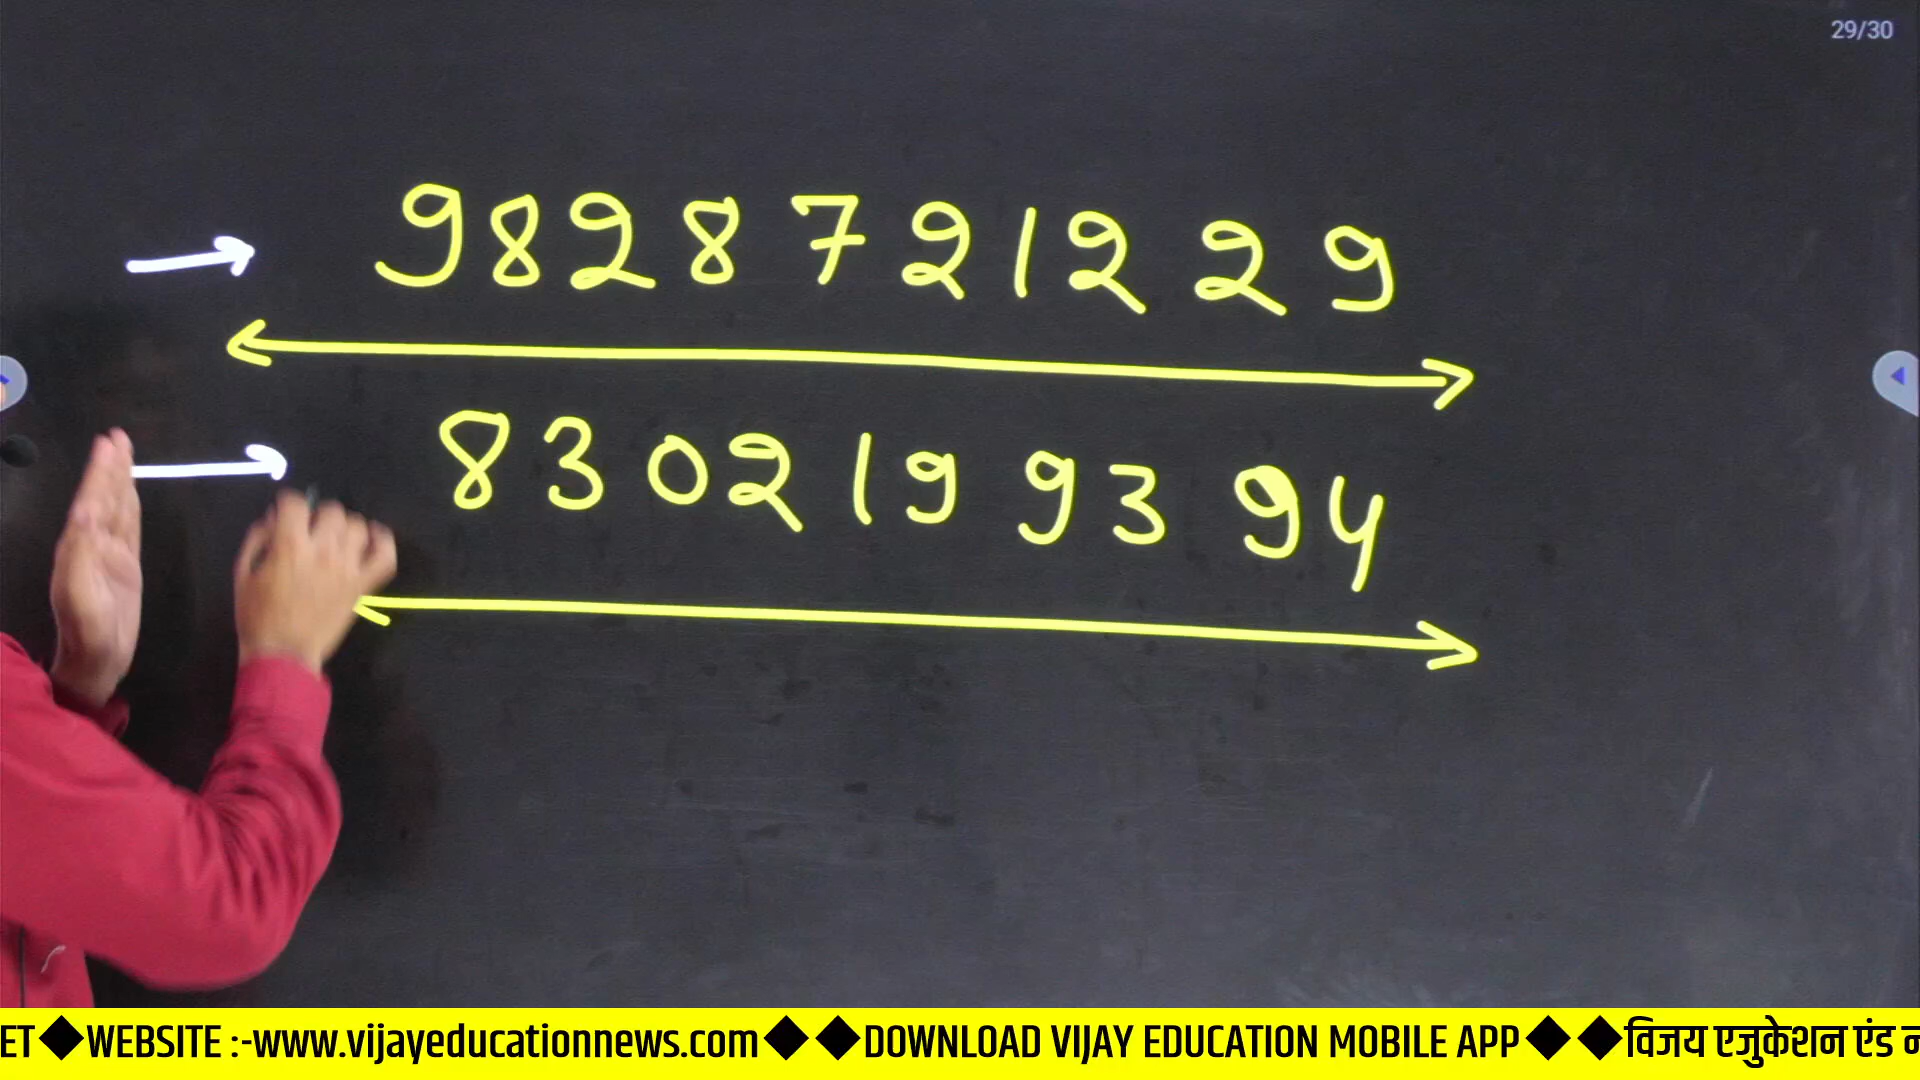 29/30
9828721229
8302199394
ET◆WEBSITE :-www.vijayeducationnews.com◆◆DOWNLOAD VIJAY EDUCATION MOBILE APP◆◆विजय एजुकेशन एंड